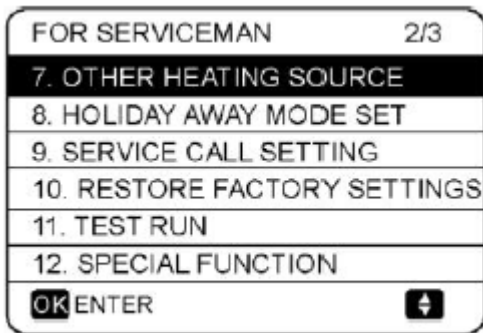 FOR SERVICEMAN 2/3
7. OTHER HEATING SOURCE
8. HOLIDAY AWAY MODE SET
9. SERVICE CALL SETTING
10. RESTORE FACTORY SETTINGS
11. TEST RUN
12. SPECIAL FUNCTION
OK ENTER